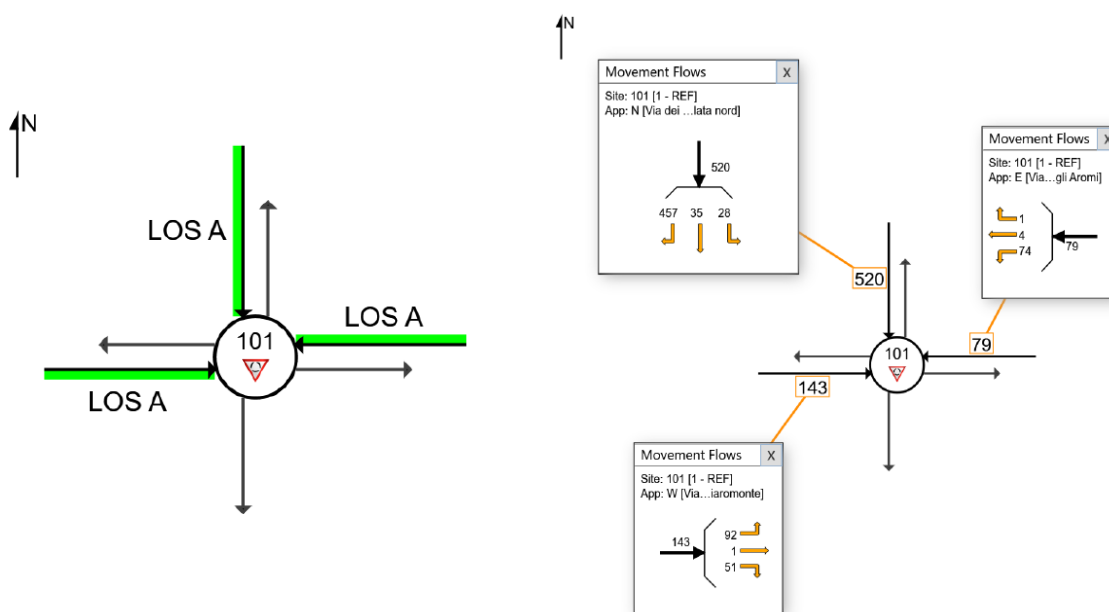 N
LOS A
LOS A
101
LOS A
N
Movement Flows X
Site: 101 [1 - REF]
App: N [Via dei ...lata nord]
520
457 35 28
Movement Flows X
Site: 101 [1 - REF]
App: E [Via...gli Aromi]
1
4
74
79
520
101
79
143
Movement Flows X
Site: 101 [1 - REF]
App: W [Via...iaromonte]
143
92
1
51